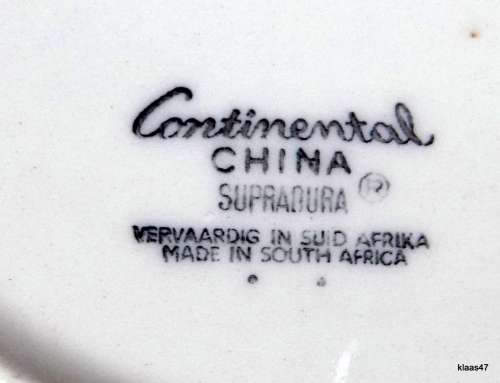 Continental
CHINA
SUPRADURA ®
VERVAARDIG IN SUID AFRIKA
MADE IN SOUTH AFRICA
klaas47